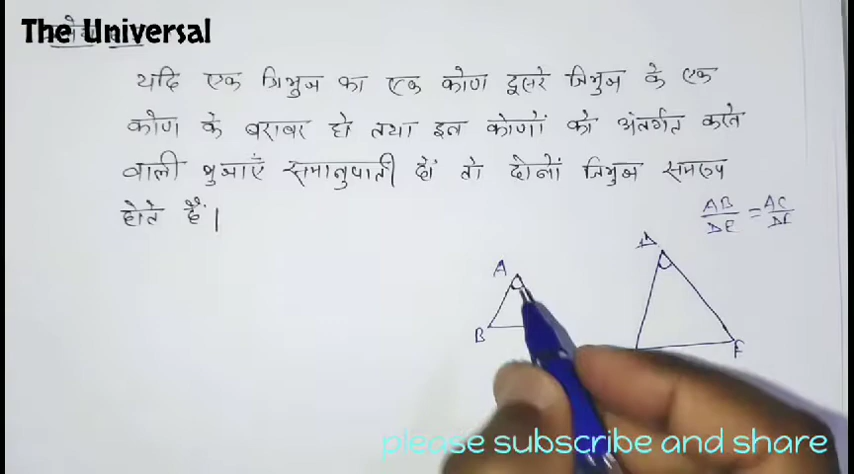 The Universal
यदि एक त्रिभुज का एक कोण दूसरे त्रिभुज के एक
कोण के बराबर हो तथा इन कोणों को अंतर्गत करने
वाली भुजाएँ समानुपाती हों तो दोनों त्रिभुज समरूप
होते हैं।
AB/DE = AC/DF
A
D
B
F
please subscribe and share